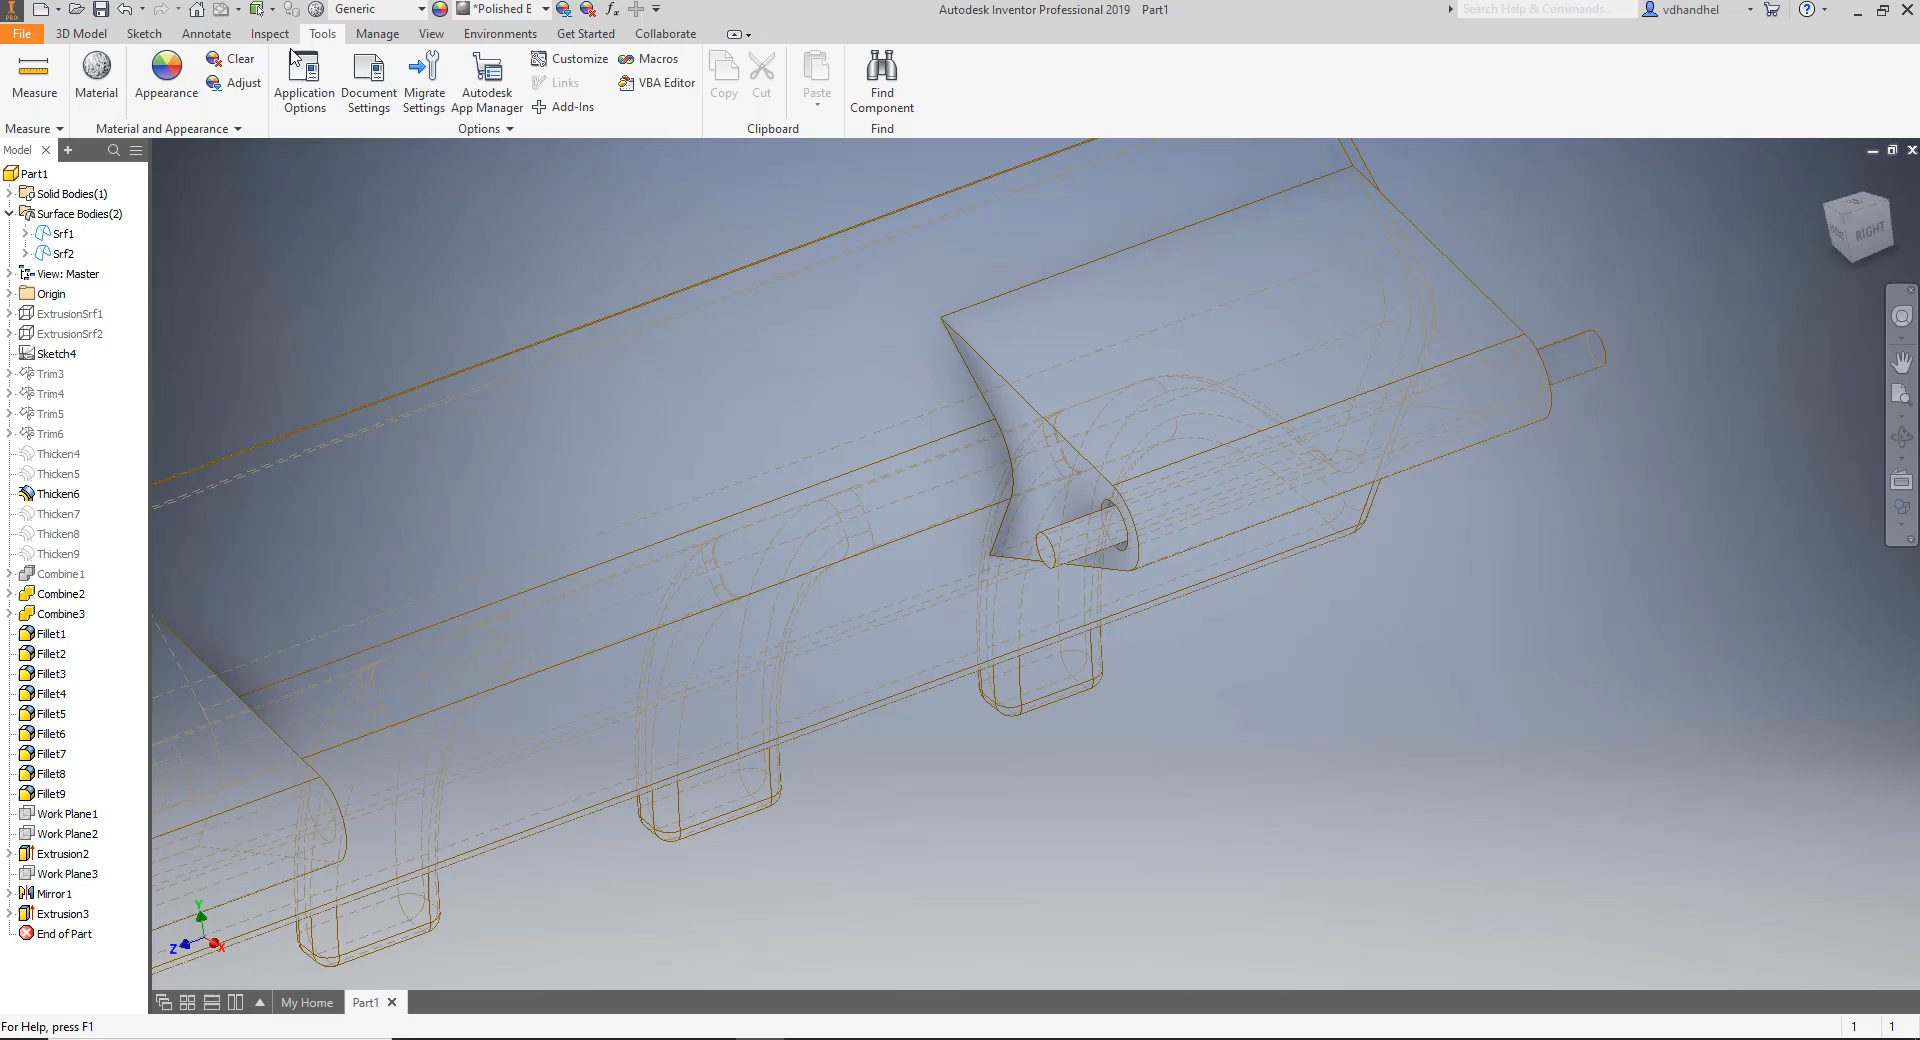 Generic
*Polished E
Autodesk Inventor Professional 2019 Part1
Search Help & Commands...
vdhandhel
File 3D Model Sketch Annotate Inspect Tools Manage View Environments Get Started Collaborate
Measure
Material
Appearance
Clear
Adjust
Application Options
Document Settings
Migrate Settings
Autodesk App Manager
Customize
Links
Add-Ins
Macros
VBA Editor
Copy
Cut
Paste
Find Component
Measure
Material and Appearance
Options
Clipboard
Find
Model
Part1
Solid Bodies(1)
Surface Bodies(2)
Srf1
Srf2
View: Master
Origin
ExtrusionSrf1
ExtrusionSrf2
Sketch4
Trim3
Trim4
Trim5
Trim6
Thicken4
Thicken5
Thicken6
Thicken7
Thicken8
Thicken9
Combine1
Combine2
Combine3
Fillet1
Fillet2
Fillet3
Fillet4
Fillet5
Fillet6
Fillet7
Fillet8
Fillet9
Work Plane1
Work Plane2
Extrusion2
Work Plane3
Mirror1
Extrusion3
End of Part
RIGHT
Y
Z
X
My Home
Part1
For Help, press F1
1 1